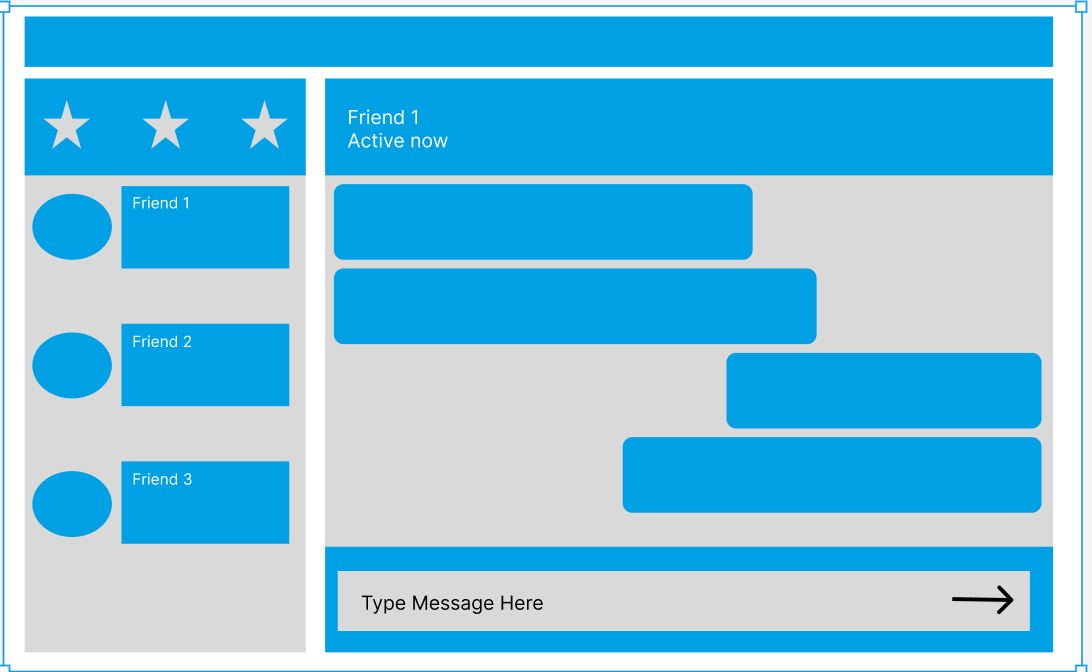 Friend 1
Active now
Friend 1
Friend 2
Friend 3
Type Message Here